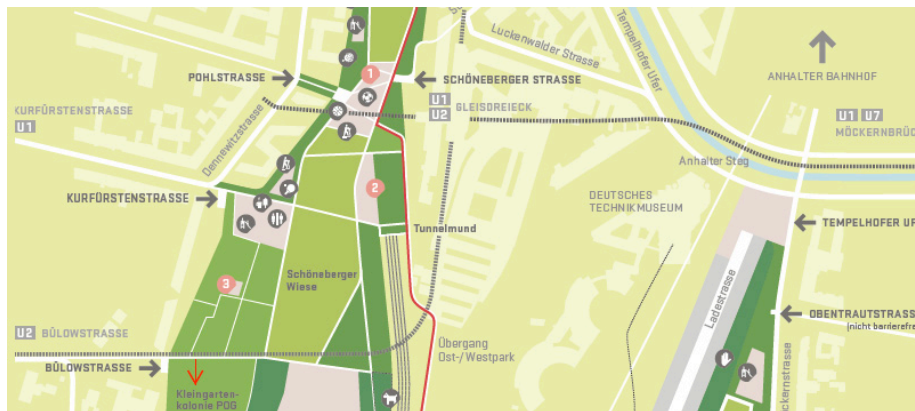 Luckenwalder Strasse
Tempelhofer Ufer
ANHALTER BAHNHOF
POHLSTRASSE
1
SCHÖNEBERGER STRASSE
KURFÜRSTENSTRASSE
U1
Dennewitzstrasse
U1
U2
GLEISDREIECK
U1 U7
MÖCKERNBRÜC
Anhalter Steg
KURFÜRSTENSTRASSE
2
DEUTSCHES
TECHNIKMUSEUM
Tunnelmund
TEMPELHOFER UF
3
Schöneberger
Wiese
Ladestrasse
OBENTRAUTSTRASS
(nicht barrierefre
U2 BÜLOWSTRASSE
Übergang
Ost-/Westpark
BÜLOWSTRASSE
ckernstrasse
Kleingarten-
kolonie POG